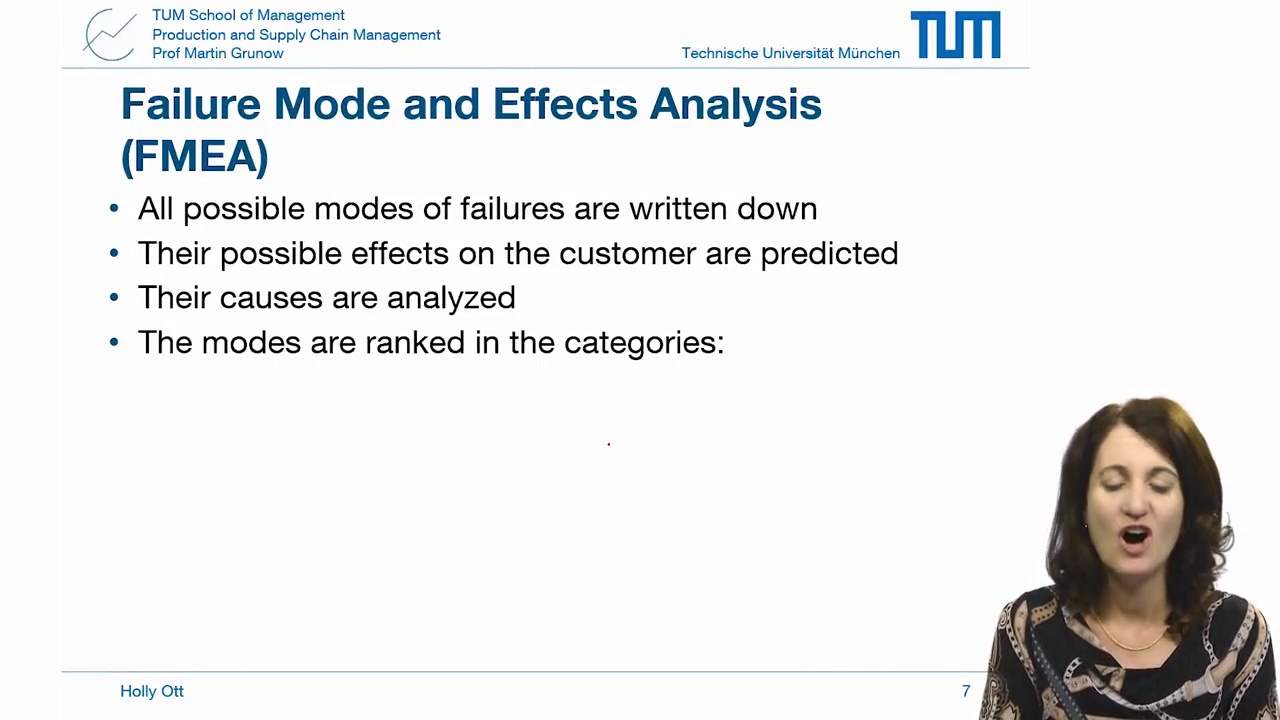 TUM School of Management
Production and Supply Chain Management
Prof Martin Grunow
Technische Universität München
TUM
Failure Mode and Effects Analysis
(FMEA)
• All possible modes of failures are written down
• Their possible effects on the customer are predicted
• Their causes are analyzed
• The modes are ranked in the categories:
Holly Ott
7